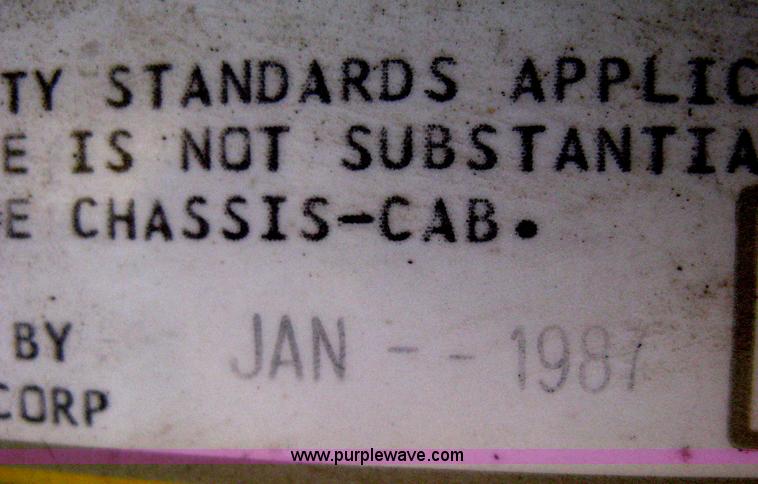 TY STANDARDS APPLIC
E IS NOT SUBSTANTIA
E CHASSIS-CAB.
BY JAN -- 1987
CORP
www.purplewave.com